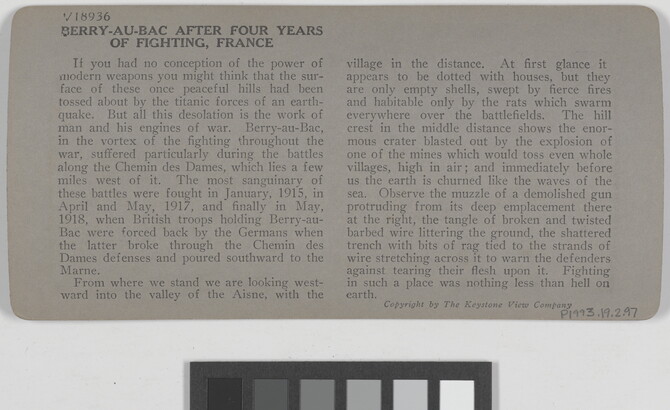 V18936
BERRY-AU-BAC AFTER FOUR YEARS
OF FIGHTING, FRANCE
If you had no conception of the power of
modern weapons you might think that the sur-
face of these once peaceful hills had been
tossed about by the titanic forces of an earth-
quake. But all this desolation is the work of
man and his engines of war. Berry-au-Bac,
in the vortex of the fighting throughout the
war, suffered particularly during the battles
along the Chemin des Dames, which lies a few
miles west of it. The most sanguinary of
these battles were fought in January, 1915, in
April and May, 1917, and finally in May,
1918, when British troops holding Berry-au-
Bac were forced back by the Germans when
the latter broke through the Chemin des
Dames defenses and poured southward to the
Marne.
From where we stand we are looking west-
ward into the valley of the Aisne, with the
village in the distance. At first glance it
appears to be dotted with houses, but they
are only empty shells, swept by fierce fires
and habitable only by the rats which swarm
everywhere over the battlefields. The hill
crest in the middle distance shows the enor-
mous crater blasted out by the explosion of
one of the mines which would toss even whole
villages, high in air; and immediately before
us the earth is churned like the waves of the
sea. Observe the muzzle of a demolished gun
protruding from its deep emplacement there
at the right, the tangle of broken and twisted
barbed wire littering the ground, the shattered
trench with bits of rag tied to the strands of
wire stretching across it to warn the defenders
against tearing their flesh upon it. Fighting
in such a place was nothing less than hell on
earth.
Copyright by The Keystone View Company
P1993.19.297